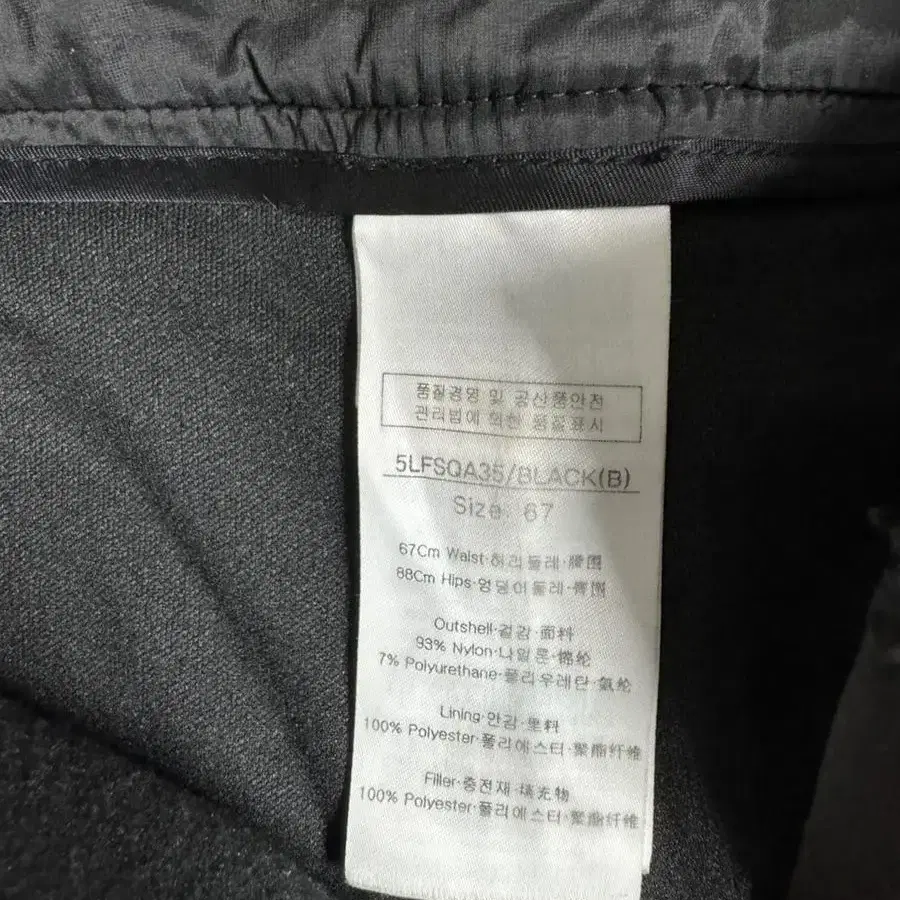 품질경영 및 공산품안전
관리법에 의한 품질표시
5LFSQA35/BLACK(B)
Size: 67
67Cm Waist·허리둘레·腰围
88Cm Hips·엉덩이둘레·臀围
Outshell·겉감·面料
93% Nylon·나일론·锦纶
7% Polyurethane·폴리우레탄·氨纶
Lining·안감·里料
100% Polyester·폴리에스터·聚酯纤维
Filler·충전재·填充物
100% Polyester·폴리에스터·聚酯纤维